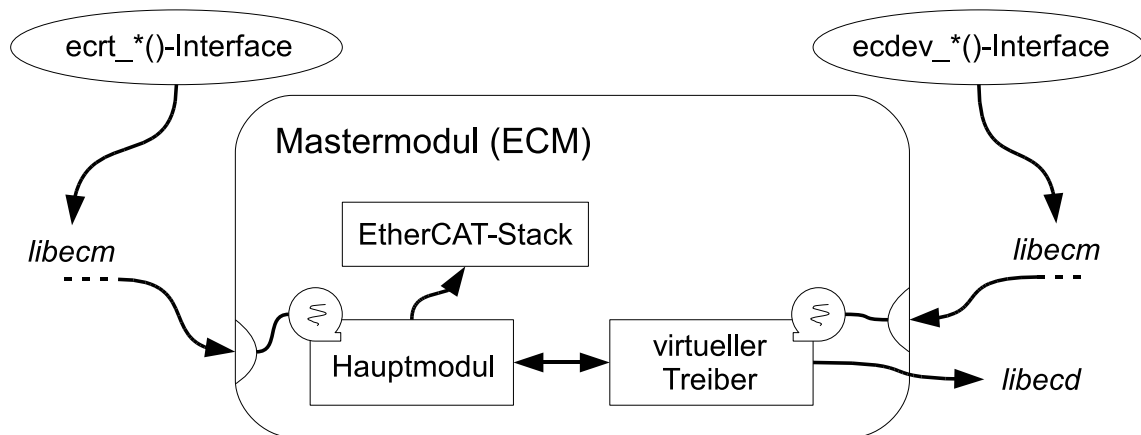 ecrt_*()-Interface
ecdev_*()-Interface
Mastermodul (ECM)
EtherCAT-Stack
libecm
libecm
Hauptmodul
virtueller
Treiber
libecd